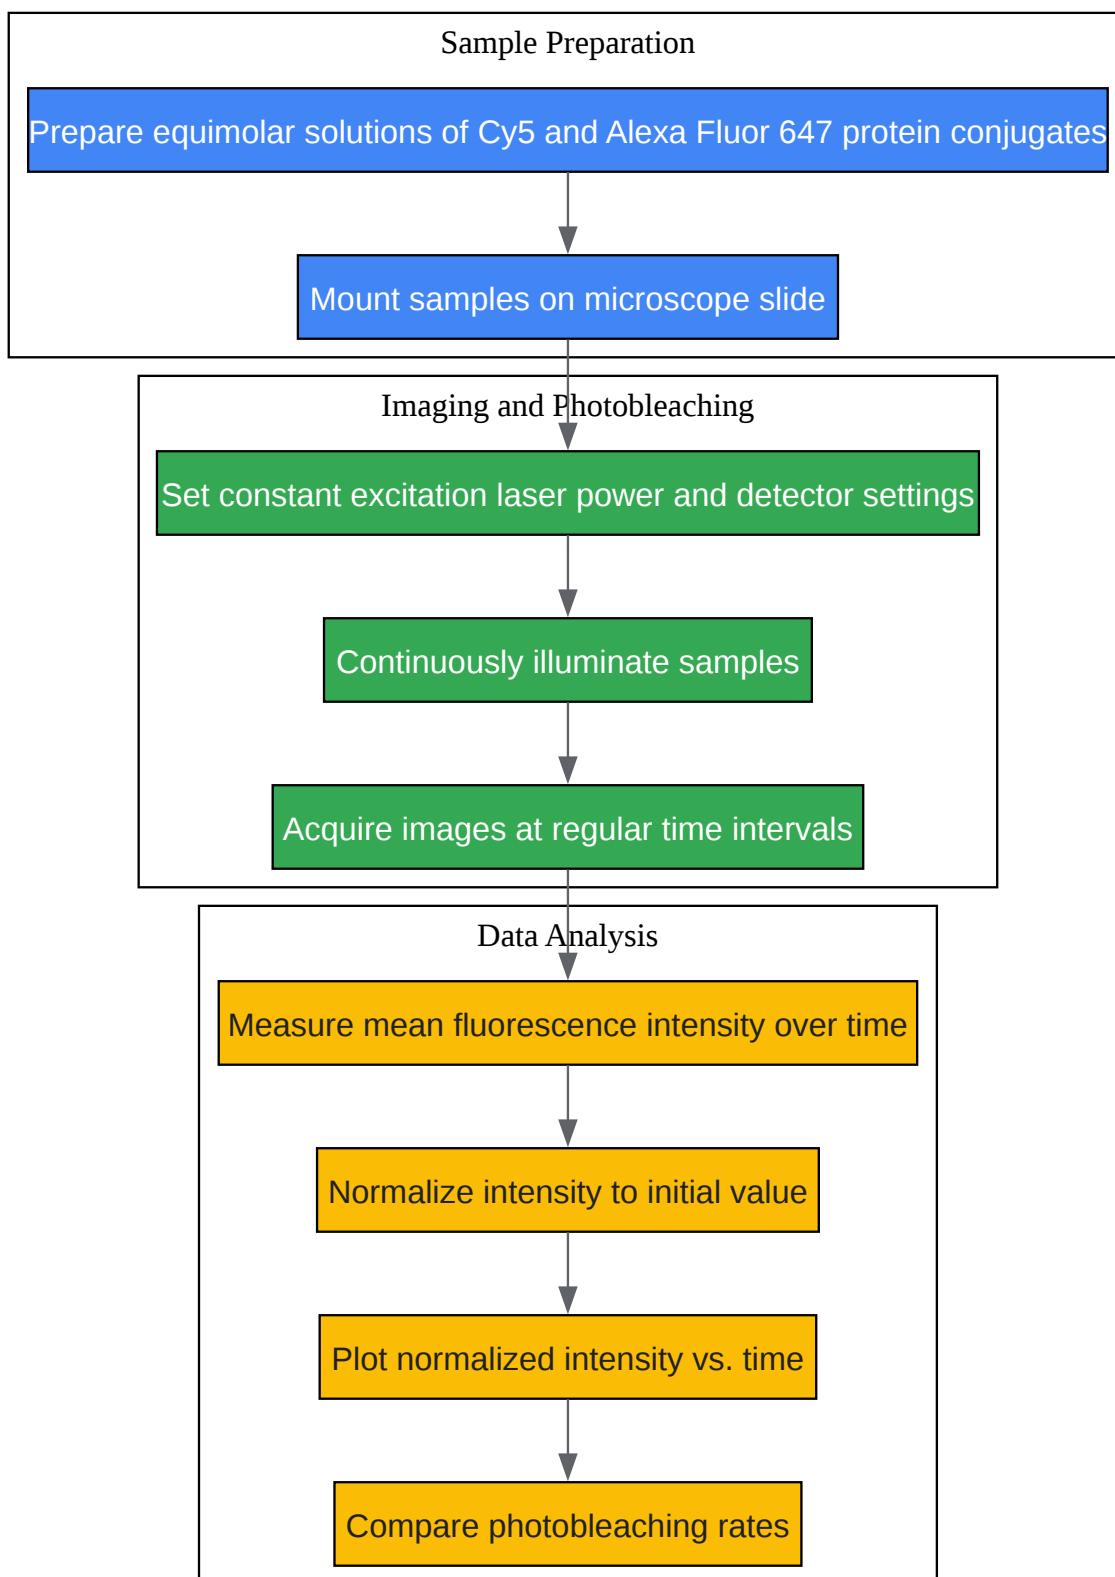 Sample Preparation
Prepare equimolar solutions of Cy5 and Alexa Fluor 647 protein conjugates
Mount samples on microscope slide
Imaging and Photobleaching
Set constant excitation laser power and detector settings
Continuously illuminate samples
Acquire images at regular time intervals
Data Analysis
Measure mean fluorescence intensity over time
Normalize intensity to initial value
Plot normalized intensity vs. time
Compare photobleaching rates